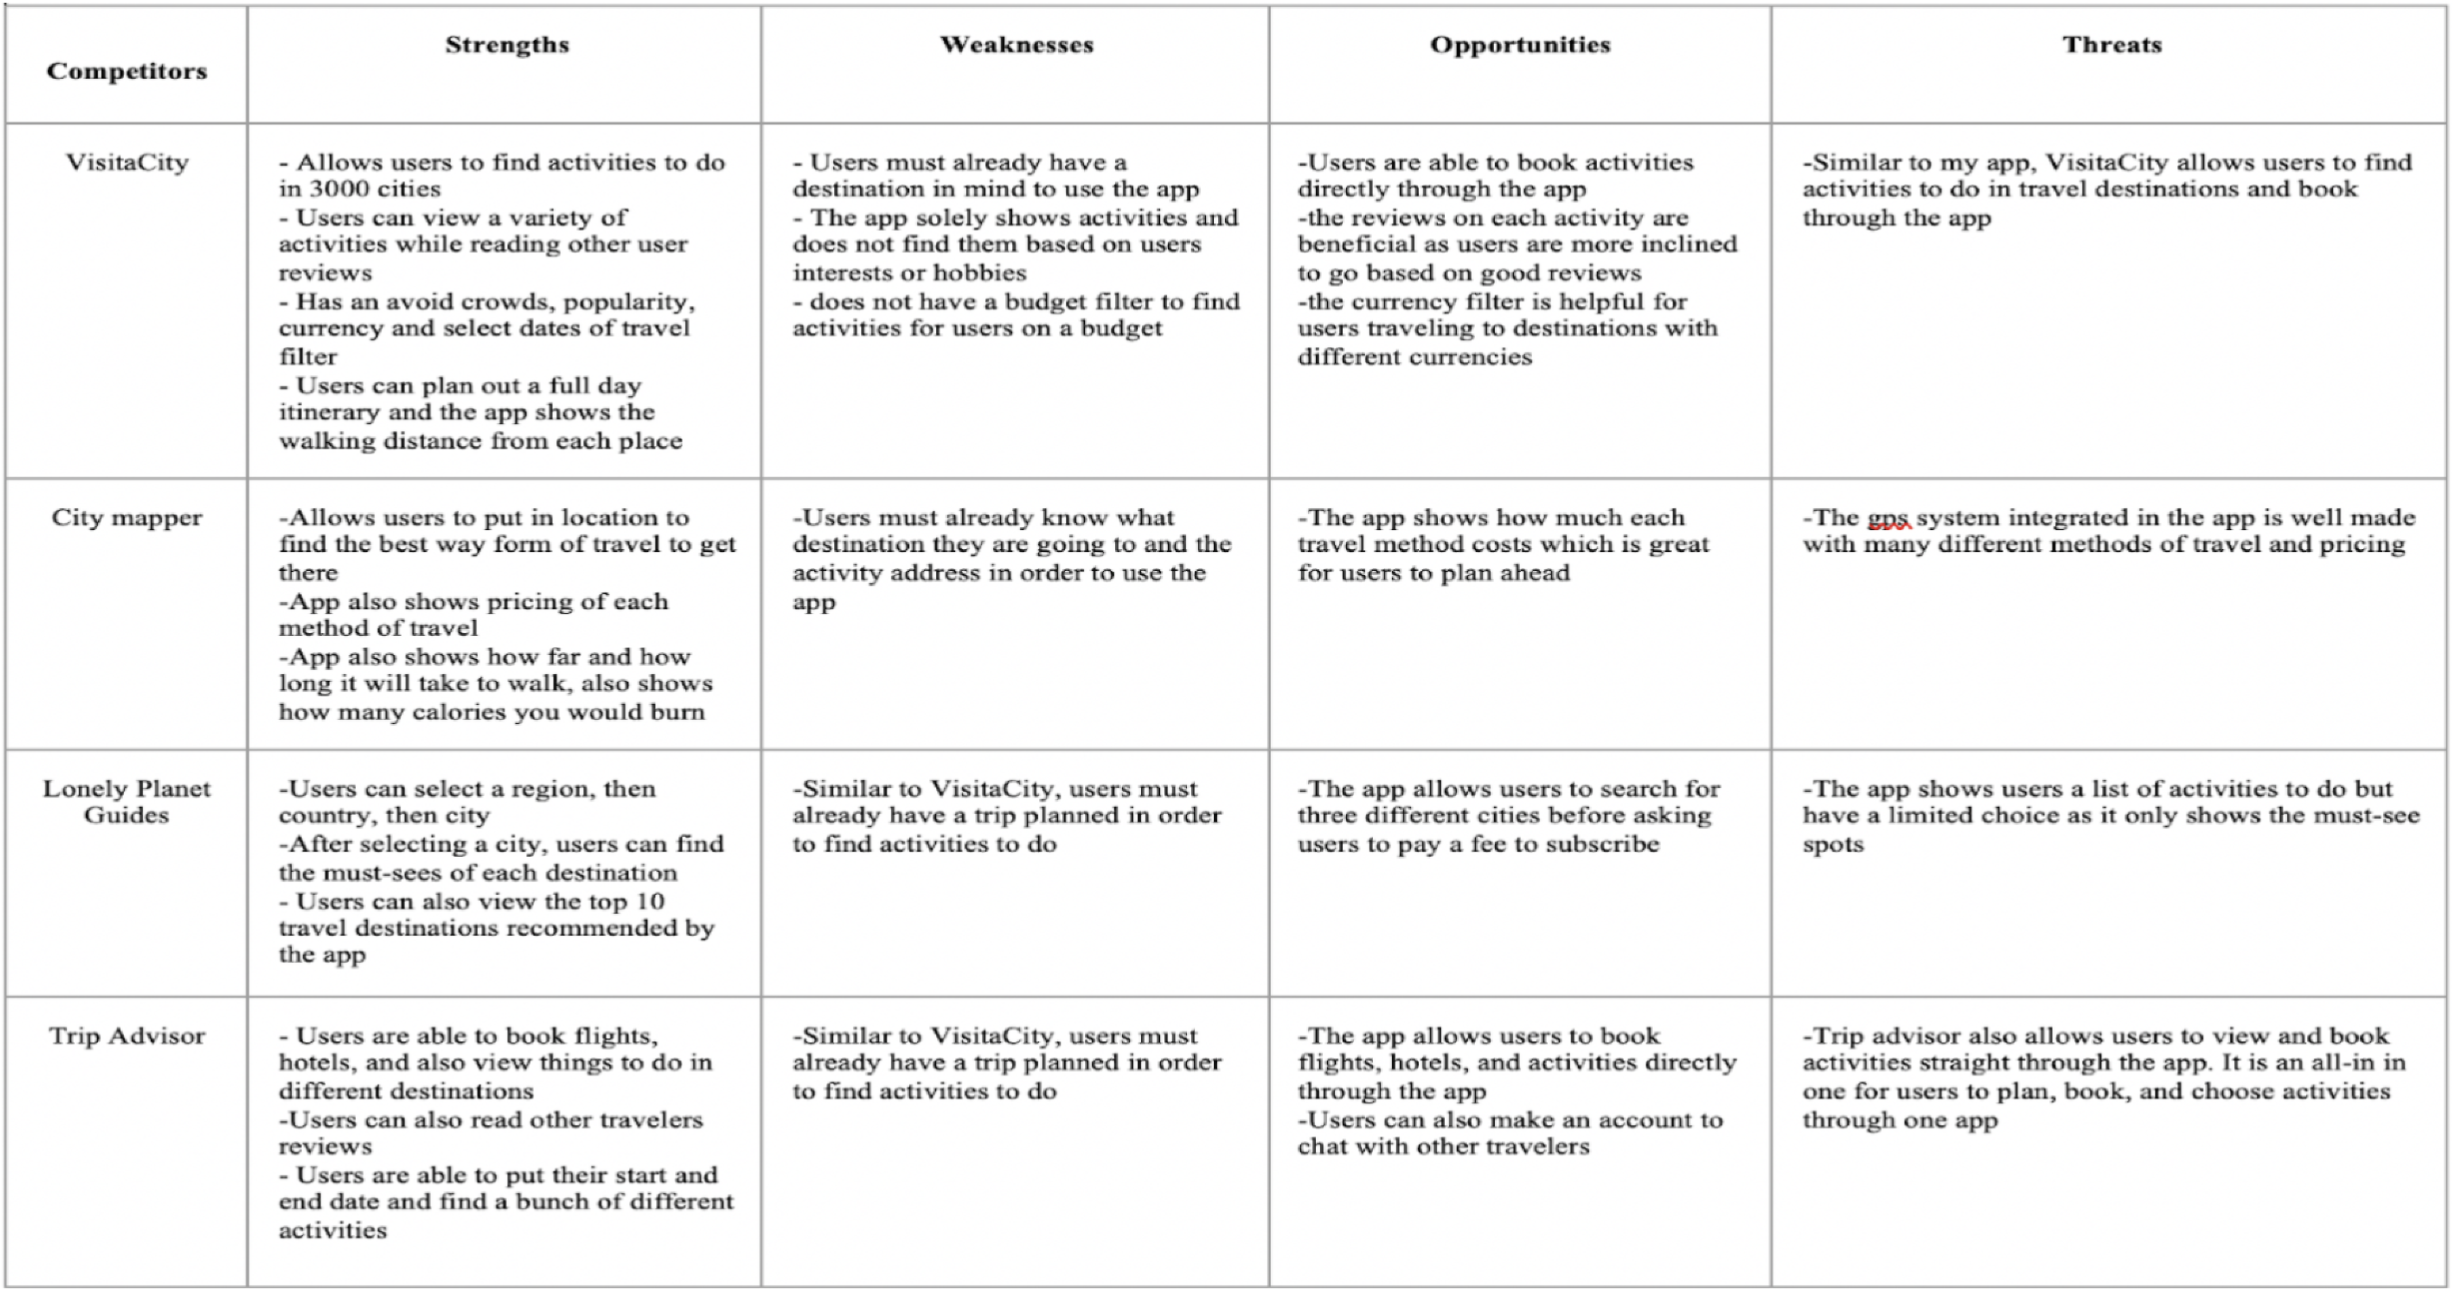 Competitors
Strengths
Weaknesses
Opportunities
Threats
VisitaCity
- Allows users to find activities to do
in 3000 cities
- Users can view a variety of
activities while reading other user
reviews
- Has an avoid crowds, popularity,
currency and select dates of travel
filter
- Users can plan out a full day
itinerary and the app shows the
walking distance from each place
- Users must already have a
destination in mind to use the app
- The app solely shows activities and
does not find them based on users
interests or hobbies
- does not have a budget filter to find
activities for users on a budget
-Users are able to book activities
directly through the app
-the reviews on each activity are
beneficial as users are more inclined
to go based on good reviews
-the currency filter is helpful for
users traveling to destinations with
different currencies
-Similar to my app, VisitaCity allows users to find
activities to do in travel destinations and book
through the app
City mapper
-Allows users to put in location to
find the best way form of travel to get
there
-App also shows pricing of each
method of travel
-App also shows how far and how
long it will take to walk, also shows
how many calories you would burn
-Users must already know what
destination they are going to and the
activity address in order to use the
app
-The app shows how much each
travel method costs which is great
for users to plan ahead
-The gps system integrated in the app is well made
with many different methods of travel and pricing
Lonely Planet
Guides
-Users can select a region, then
country, then city
-After selecting a city, users can find
the must-sees of each destination
- Users can also view the top 10
travel destinations recommended by
the app
-Similar to VisitaCity, users must
already have a trip planned in order
to find activities to do
-The app allows users to search for
three different cities before asking
users to pay a fee to subscribe
-The app shows users a list of activities to do but
have a limited choice as it only shows the must-see
spots
Trip Advisor
- Users are able to book flights,
hotels, and also view things to do in
different destinations
-Users can also read other travelers
reviews
- Users are able to put their start and
end date and find a bunch of different
activities
-Similar to VisitaCity, users must
already have a trip planned in order
to find activities to do
-The app allows users to book
flights, hotels, and activities directly
through the app
-Users can also make an account to
chat with other travelers
-Trip advisor also allows users to view and book
activities straight through the app. It is an all-in in
one for users to plan, book, and choose activities
through one app